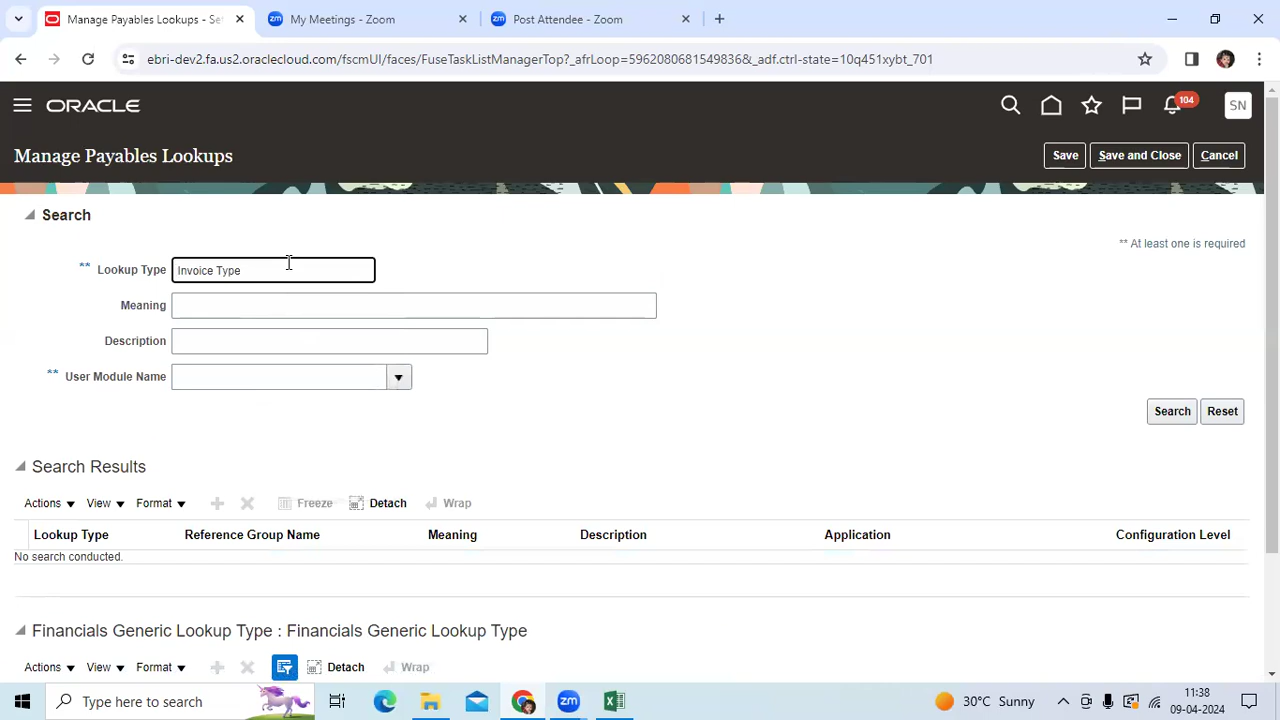 Manage Payables Lookups - Se
My Meetings - Zoom
Post Attendee - Zoom
ebri-dev2.fa.us2.oraclecloud.com/fscmUI/faces/FuseTaskListManagerTop?_afrLoop=5962080681549836&_adf.ctrl-state=10q451xybt_701
ORACLE
104
SN
Manage Payables Lookups
Save
Save and Close
Cancel
Search
** At least one is required
** Lookup Type
Invoice Type
Meaning
Description
** User Module Name
Search
Reset
Search Results
Actions
View
Format
Freeze
Detach
Wrap
Lookup Type
Reference Group Name
Meaning
Description
Application
Configuration Level
No search conducted.
Financials Generic Lookup Type : Financials Generic Lookup Type
Actions
View
Format
Detach
Wrap
Type here to search
30°C Sunny
11:38
09-04-2024